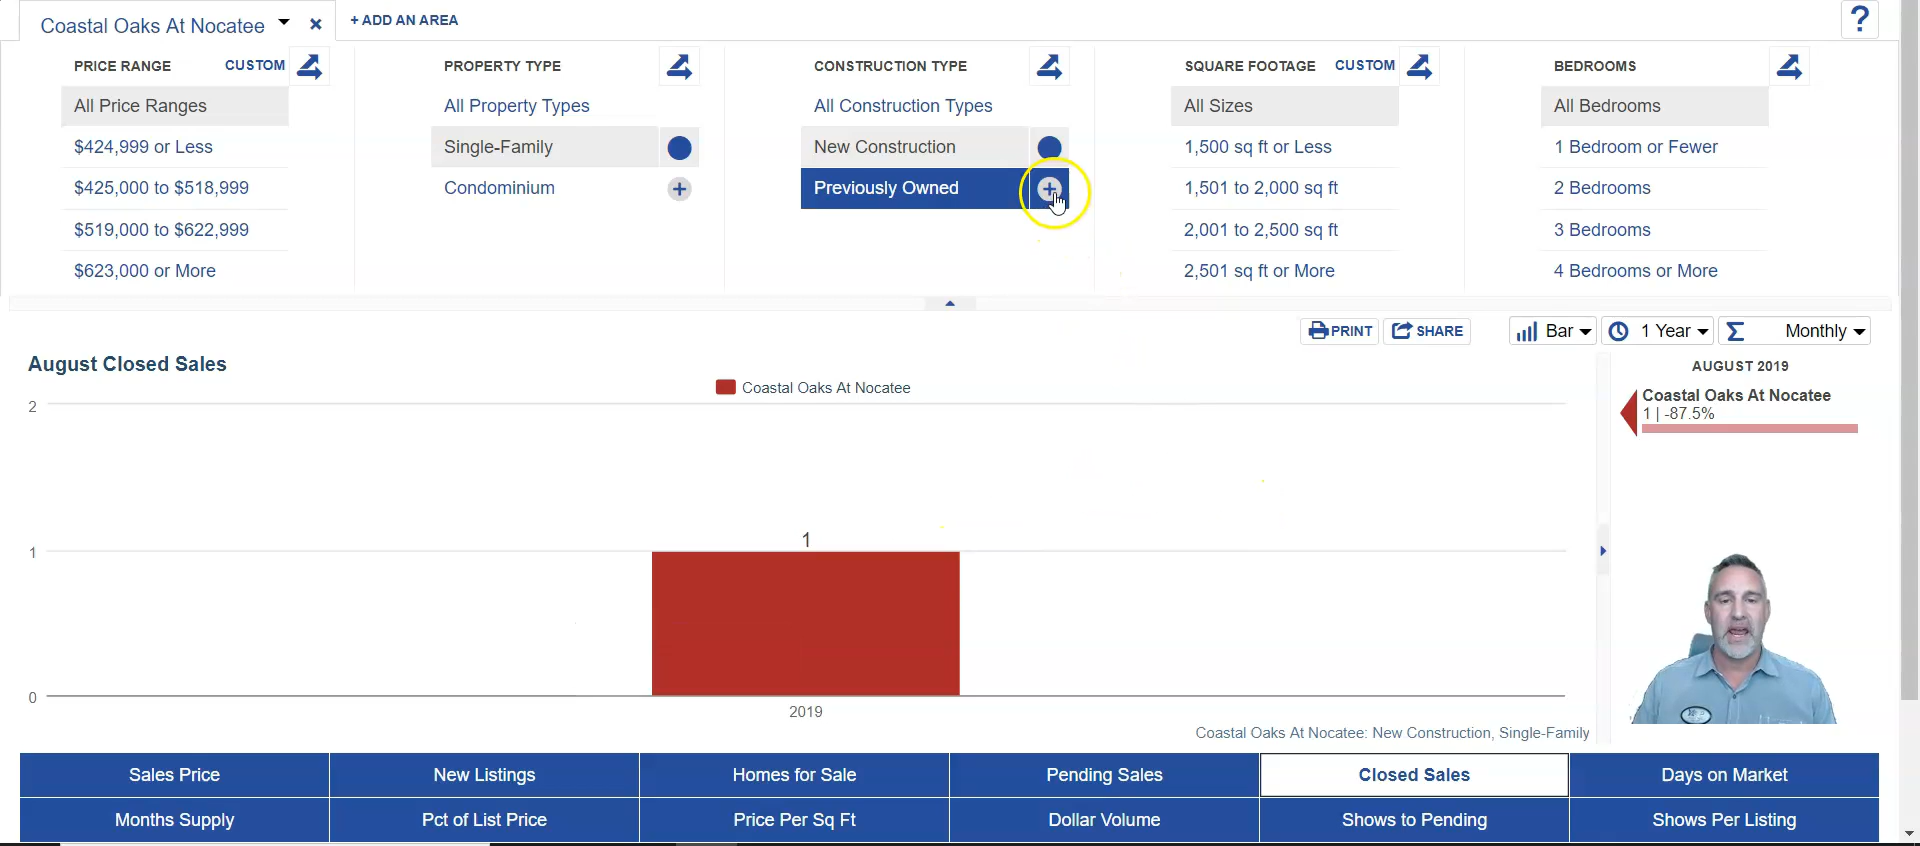 Coastal Oaks At Nocatee
+ ADD AN AREA
?
PRICE RANGE
CUSTOM
All Price Ranges
$424,999 or Less
$425,000 to $518,999
$519,000 to $622,999
$623,000 or More
PROPERTY TYPE
All Property Types
Single-Family
Condominium
CONSTRUCTION TYPE
All Construction Types
New Construction
Previously Owned
SQUARE FOOTAGE
CUSTOM
All Sizes
1,500 sq ft or Less
1,501 to 2,000 sq ft
2,001 to 2,500 sq ft
2,501 sq ft or More
BEDROOMS
All Bedrooms
1 Bedroom or Fewer
2 Bedrooms
3 Bedrooms
4 Bedrooms or More
PRINT
SHARE
Bar
1 Year
Σ Monthly
August Closed Sales
Coastal Oaks At Nocatee
2
1
0
1
2019
Coastal Oaks At Nocatee: New Construction, Single-Family
AUGUST 2019
Coastal Oaks At Nocatee
1 | -87.5%
Sales Price
New Listings
Homes for Sale
Pending Sales
Closed Sales
Days on Market
Months Supply
Pct of List Price
Price Per Sq Ft
Dollar Volume
Shows to Pending
Shows Per Listing